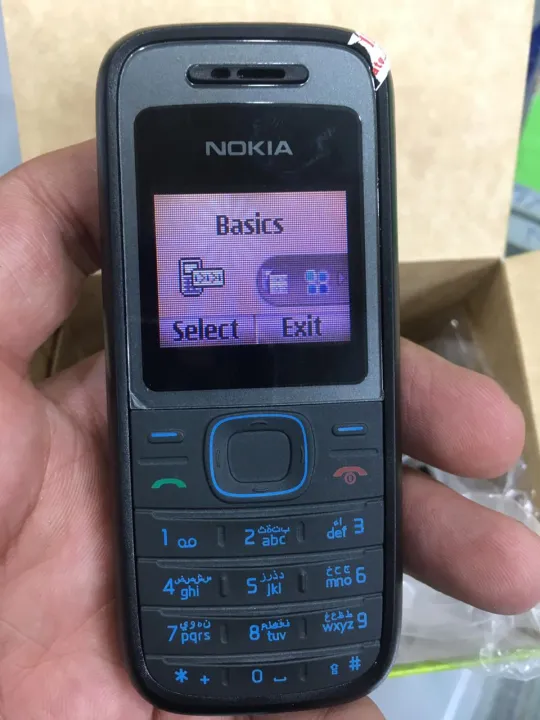 NOKIA
Basics
Select Exit
1 2 abc ب ت ة ث def 3
4 ghi س ش ص ض 5 jkl د ذ ر ز mno 6 ج ح خ
7 pqrs ن ه و ي 8 tuv wxyz 9 ط ظ ع غ
* + 0 #